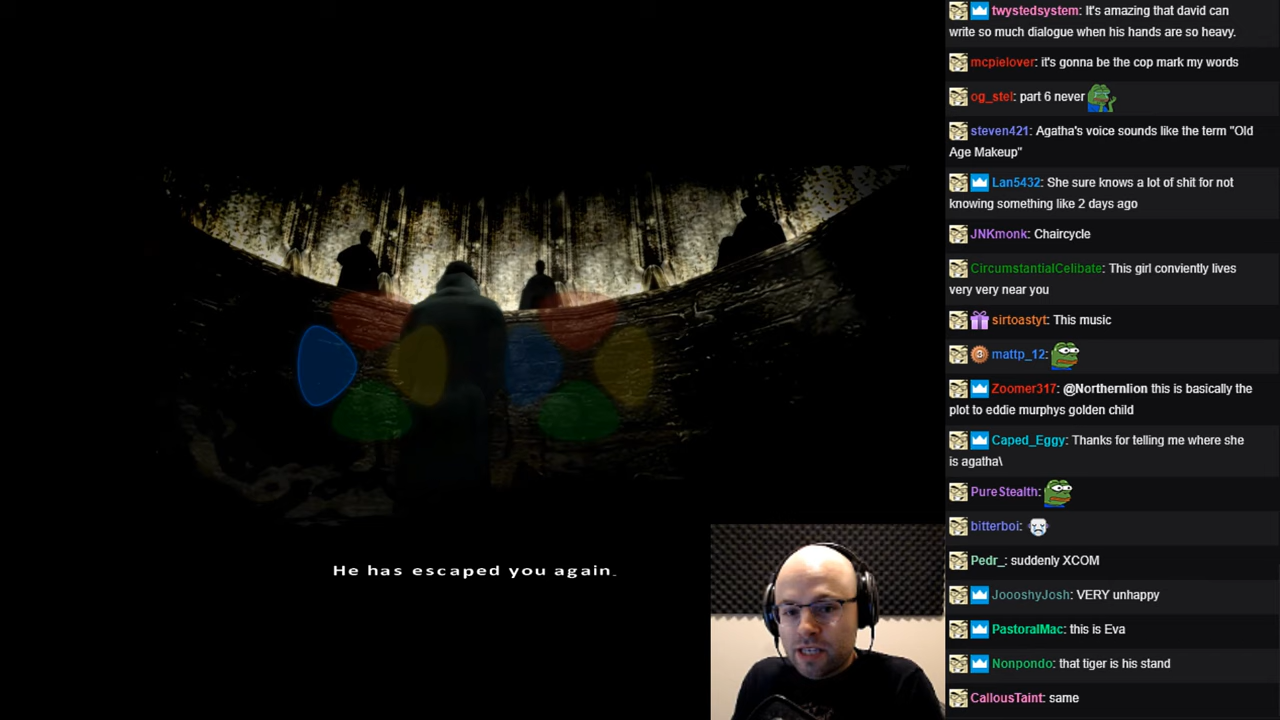 twystedsystem: It's amazing that david can
write so much dialogue when his hands are so heavy.
mcpielover: it's gonna be the cop mark my words
og_stel: part 6 never
steven421: Agatha's voice sounds like the term "Old
Age Makeup"
Lan5432: She sure knows a lot of shit for not
knowing something like 2 days ago
JNKmonk: Chaircycle
CircumstantialCelibate: This girl conviently lives
very very near you
sirtoastyt: This music
3 mattp_12:
Zoomer317: @Northernlion this is basically the
plot to eddie murphys golden child
Caped_Eggy: Thanks for telling me where she
is agatha\
PureStealth:
bitterboi:
Pedr_: suddenly XCOM
JoooshyJosh: VERY unhappy
PastoralMac: this is Eva
Nonpondo: that tiger is his stand
CallousTaint: same
He has escaped you again.